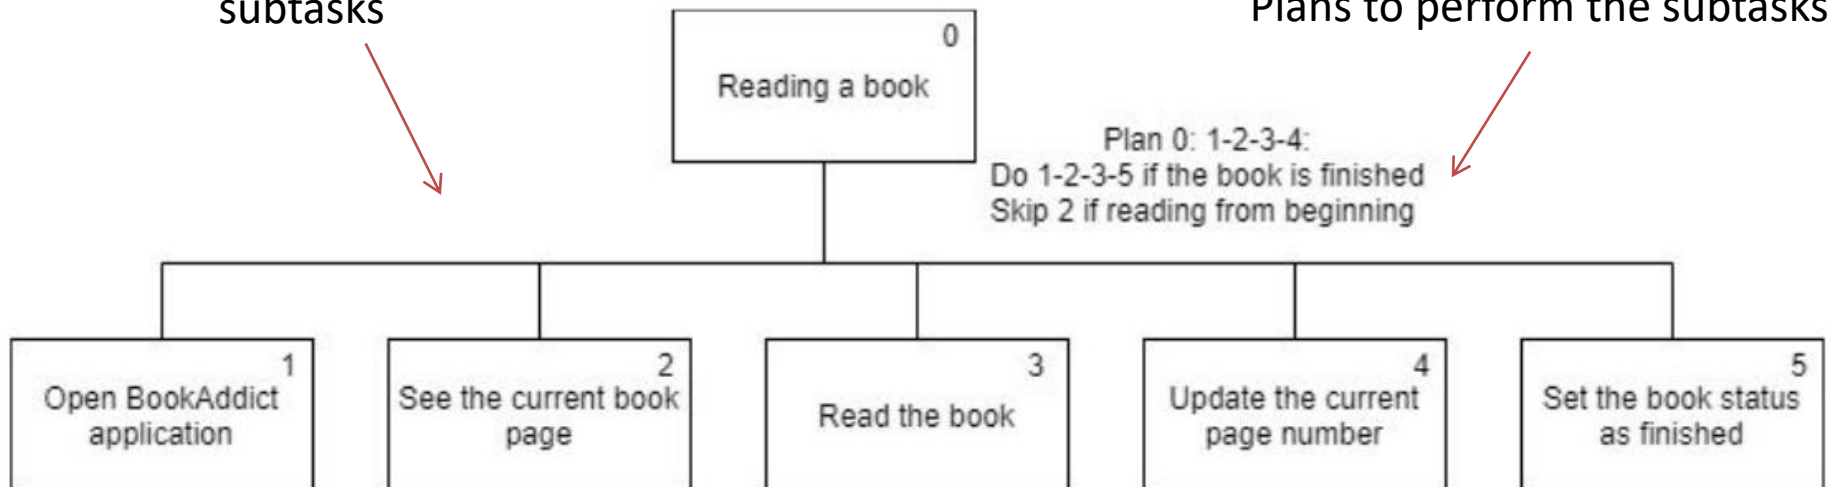 subtasks
Plans to perform the subtasks
0
Reading a book
Plan 0: 1-2-3-4:
Do 1-2-3-5 if the book is finished
Skip 2 if reading from beginning
1
Open BookAddict
application
2
See the current book
page
3
Read the book
4
Update the current
page number
5
Set the book status
as finished